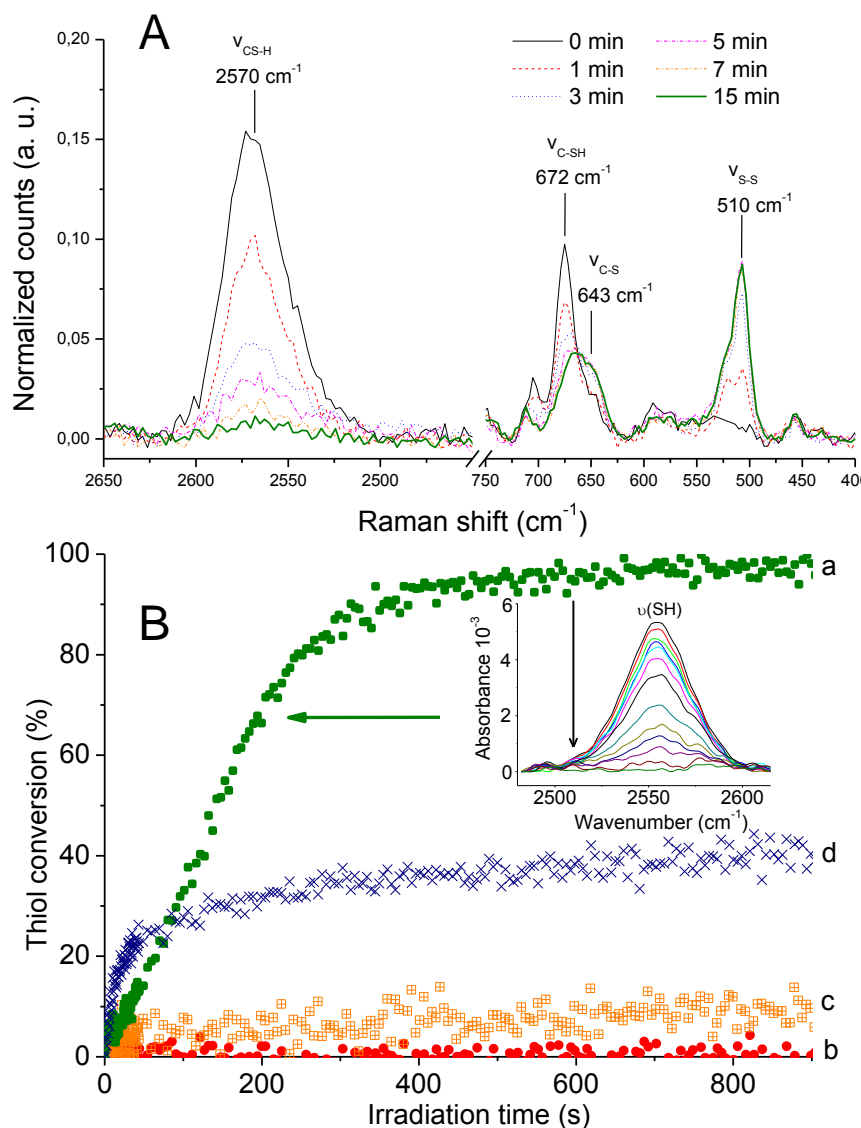 A
0 min
1 min
3 min
5 min
7 min
15 min
ν_CS-H
2570 cm⁻¹
ν_C-SH
672 cm⁻¹
ν_C-S
643 cm⁻¹
ν_S-S
510 cm⁻¹
Normalized counts (a. u.)
0,20
0,15
0,10
0,05
0,00
2650 2600 2550 2500 750 700 650 600 550 500 450 400
Raman shift (cm⁻¹)
B
Thiol conversion (%)
100
80
60
40
20
0
a
d
c
b
υ(SH)
Absorbance 10⁻³
6
4
2
0
2500 2550 2600
Wavenumber (cm⁻¹)
0 200 400 600 800
Irradiation time (s)